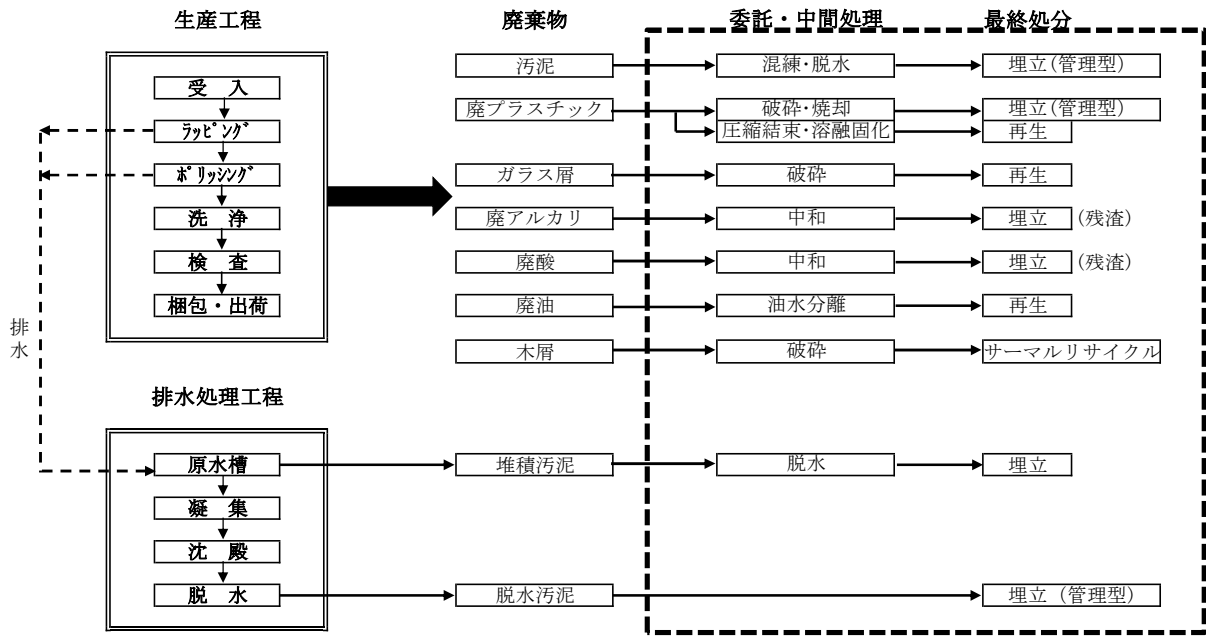 生産工程
廃棄物
委託・中間処理
最終処分
受 入
ﾗｯﾋﾟﾝｸﾞ
ﾎﾟﾘｯｼﾝｸﾞ
洗 浄
検 査
梱包・出荷
排水
汚泥
混練・脱水
埋立(管理型)
廃プラスチック
破砕・焼却
埋立(管理型)
圧縮結束・溶融固化
再生
ガラス屑
破砕
再生
廃アルカリ
中和
埋立 (残渣)
廃酸
中和
埋立 (残渣)
廃油
油水分離
再生
木屑
破砕
サーマルリサイクル
排水処理工程
原水槽
堆積汚泥
脱水
埋立
凝 集
沈 殿
脱 水
脱水汚泥
埋立（管理型）